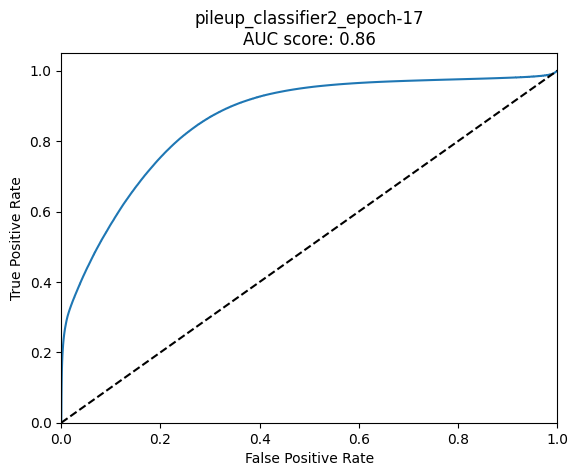 pileup_classifier2_epoch-17
AUC score: 0.86
1.0
0.8
0.6
0.4
0.2
0.0
True Positive Rate
0.0 0.2 0.4 0.6 0.8 1.0
False Positive Rate